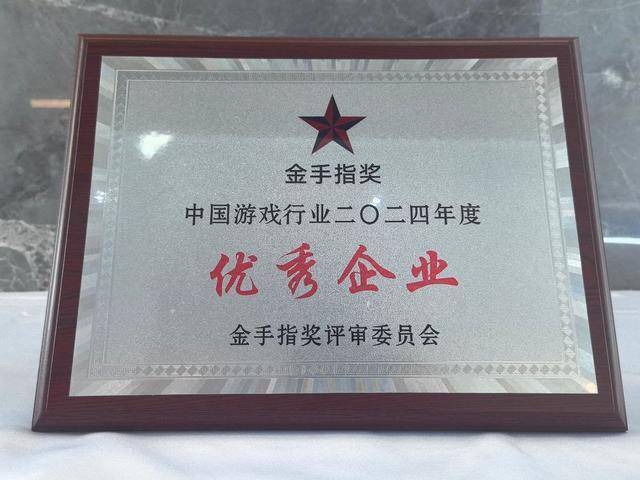 金手指奖
中国游戏行业二〇二四年度
优秀企业
金手指奖评审委员会